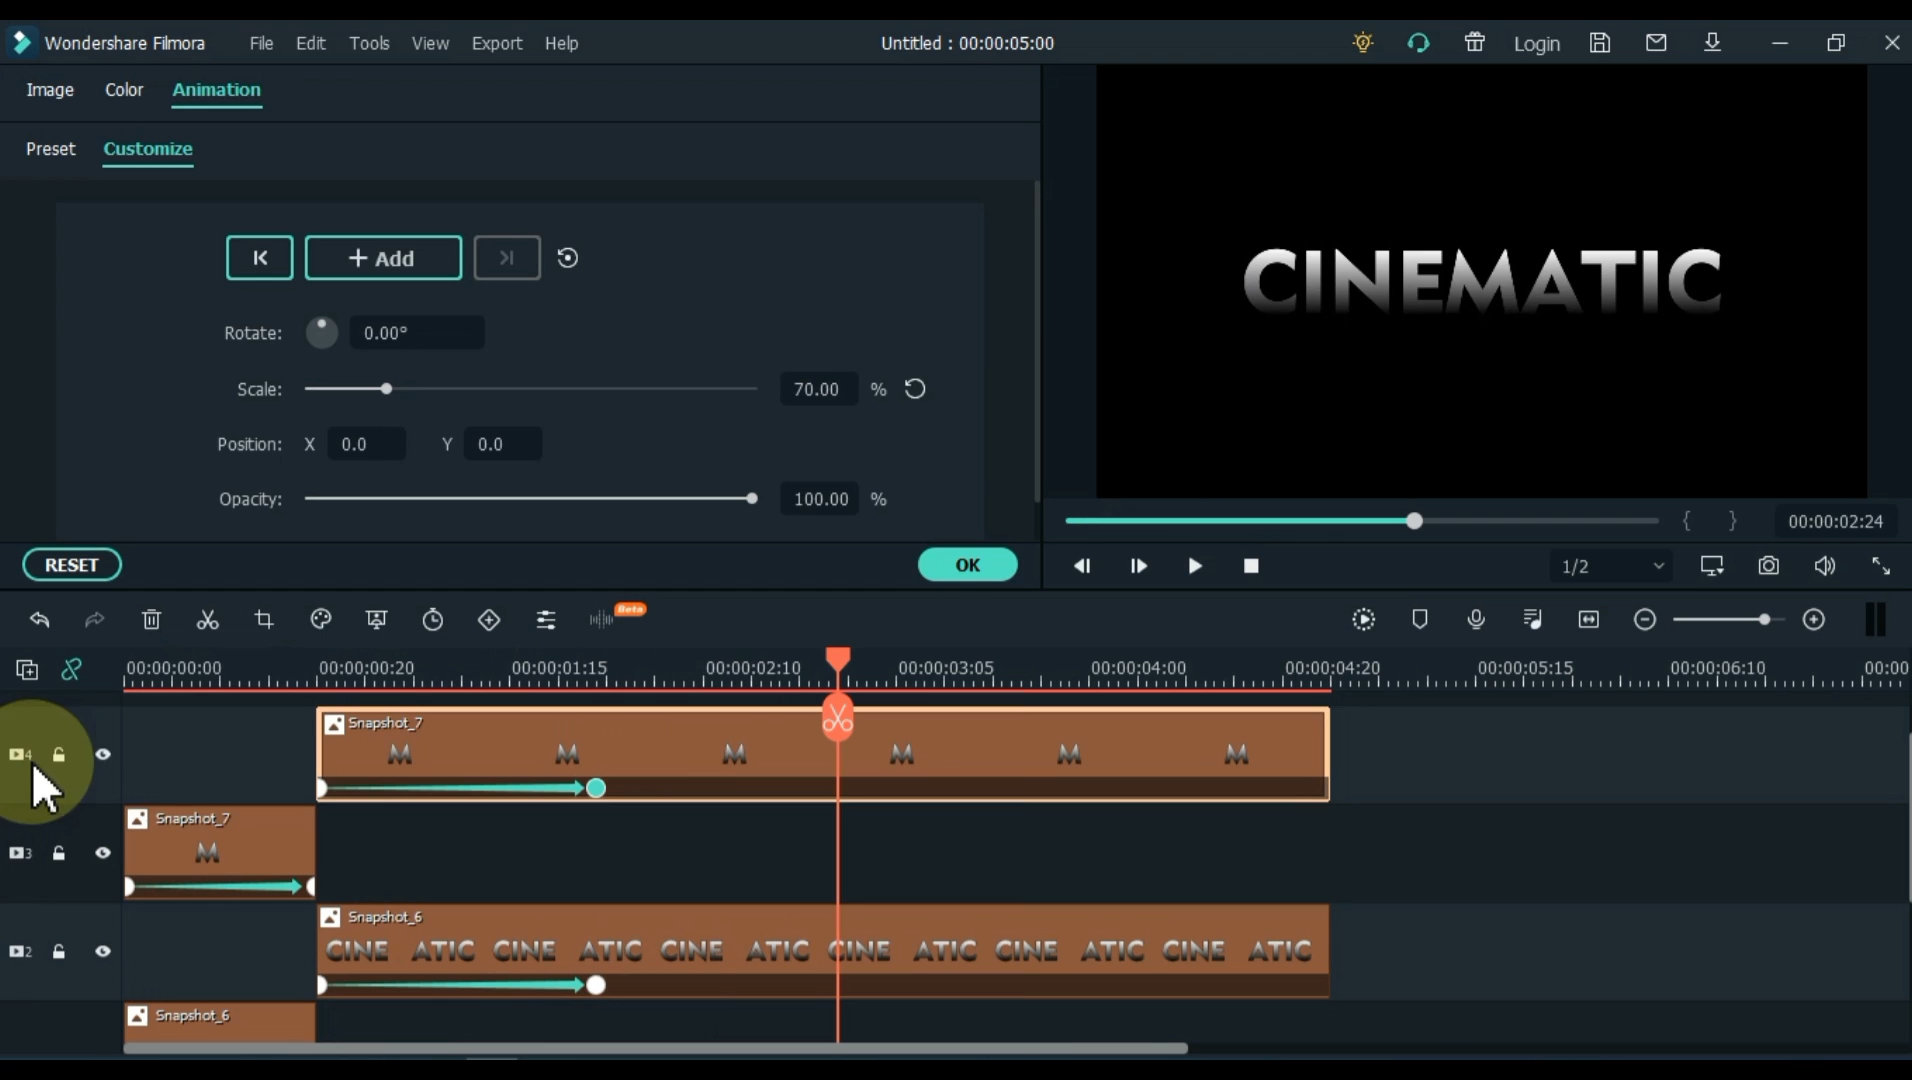 Wondershare Filmora File Edit Tools View Export Help Untitled : 00:00:05:00 Login
Image Color Animation
Preset Customize
+ Add
Rotate: 0.00°
Scale: 70.00 %
Position: X 0.0 Y 0.0
Opacity: 100.00 %
RESET OK
CINEMATIC
{ } 00:00:02:24
1/2
Beta
00:00:00:00 00:00:00:20 00:00:01:15 00:00:02:10 00:00:03:05 00:00:04:00 00:00:04:20 00:00:05:15 00:00:06:10 00:00
Snapshot_7
4 M M M M M M
Snapshot_7
3 M
Snapshot_6
2 CINE ATIC CINE ATIC CINE ATIC CINE ATIC CINE ATIC CINE ATIC
Snapshot_6